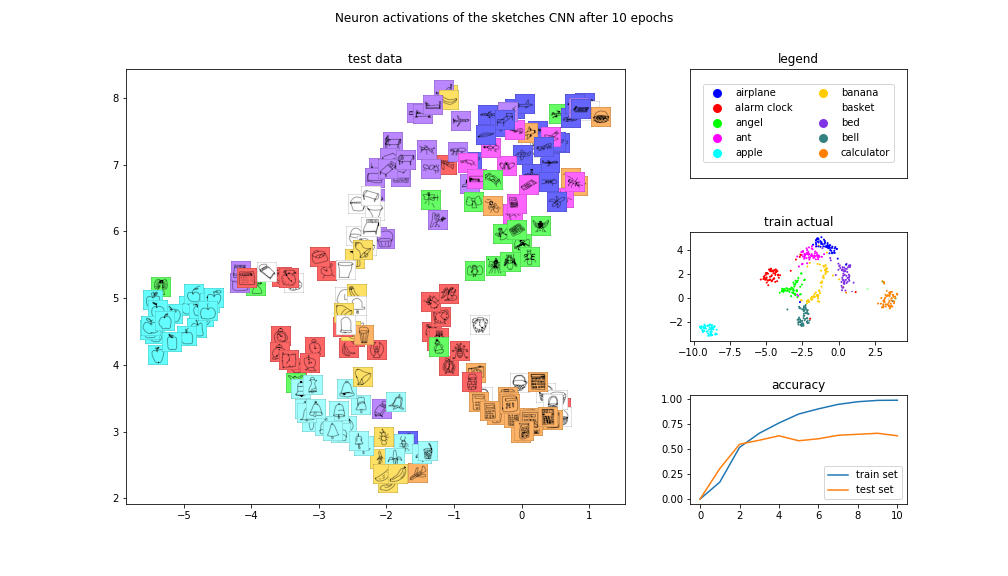 Neuron activations of the sketches CNN after 10 epochs
test data
8
7
6
5
4
3
2
−5 −4 −3 −2 −1 0 1
legend
airplane banana
alarm clock basket
angel bed
ant bell
apple calculator
train actual
4
2
0
−2
−10.0 −7.5 −5.0 −2.5 0.0 2.5
accuracy
1.00
0.75
0.50
0.25
0.00
train set
test set
0 2 4 6 8 10